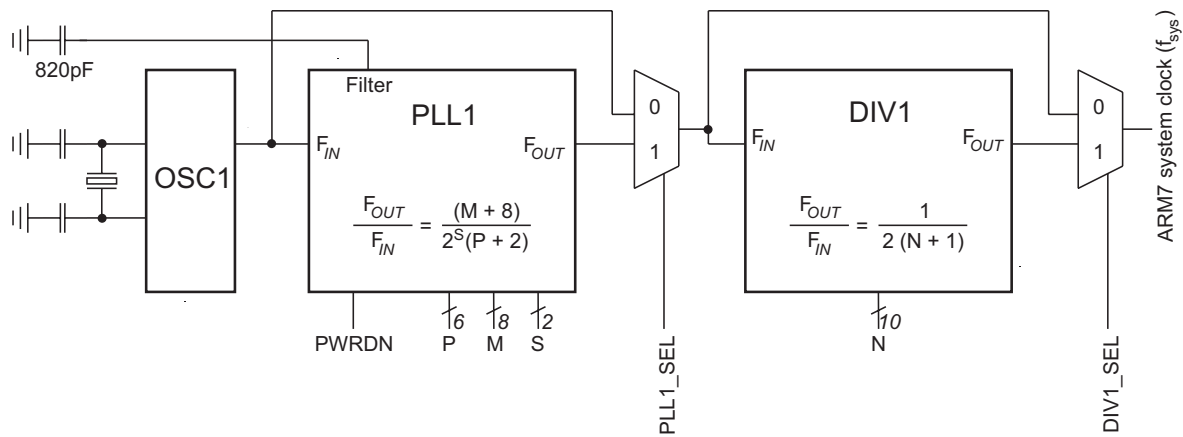 820pF
OSC1
Filter
PLL1
F_IN
F_OUT
F_OUT / F_IN = (M + 8) / 2^S (P + 2)
PWRDN
6
P
8
M
2
S
0
1
PLL1_SEL
DIV1
F_IN
F_OUT
F_OUT / F_IN = 1 / 2 (N + 1)
10
N
0
1
DIV1_SEL
ARM7 system clock (f_sys)